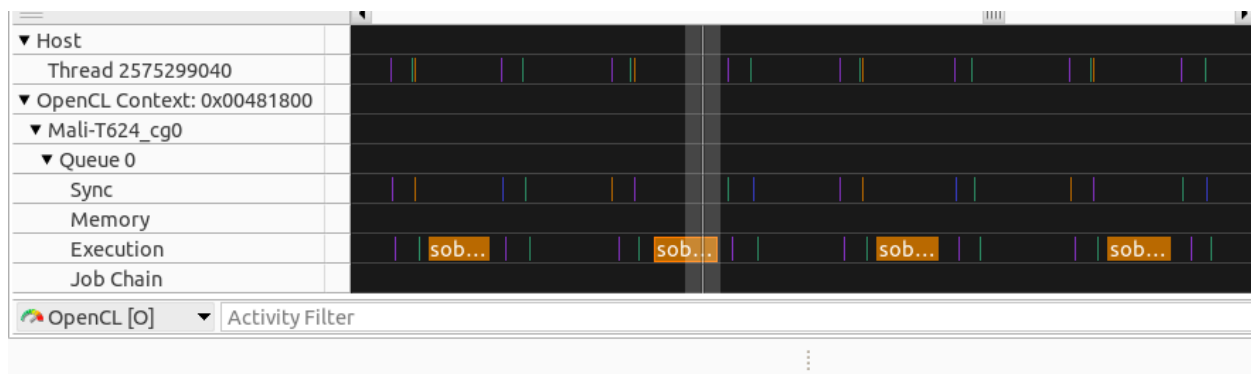 Host
Thread 2575299040
OpenCL Context: 0x00481800
Mali-T624_cg0
Queue 0
Sync
Memory
Execution
sob... sob... sob... sob...
Job Chain
OpenCL [O] Activity Filter